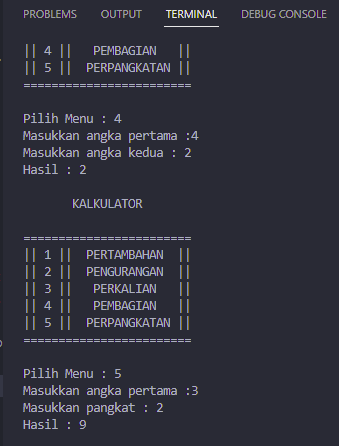 PROBLEMS OUTPUT TERMINAL DEBUG CONSOLE
|| 4 || PEMBAGIAN ||
|| 5 || PERPANGKATAN ||
========================
Pilih Menu : 4
Masukkan angka pertama :4
Masukkan angka kedua : 2
Hasil : 2
KALKULATOR
========================
|| 1 || PERTAMBAHAN ||
|| 2 || PENGURANGAN ||
|| 3 || PERKALIAN ||
|| 4 || PEMBAGIAN ||
|| 5 || PERPANGKATAN ||
========================
Pilih Menu : 5
Masukkan angka pertama :3
Masukkan pangkat : 2
Hasil : 9